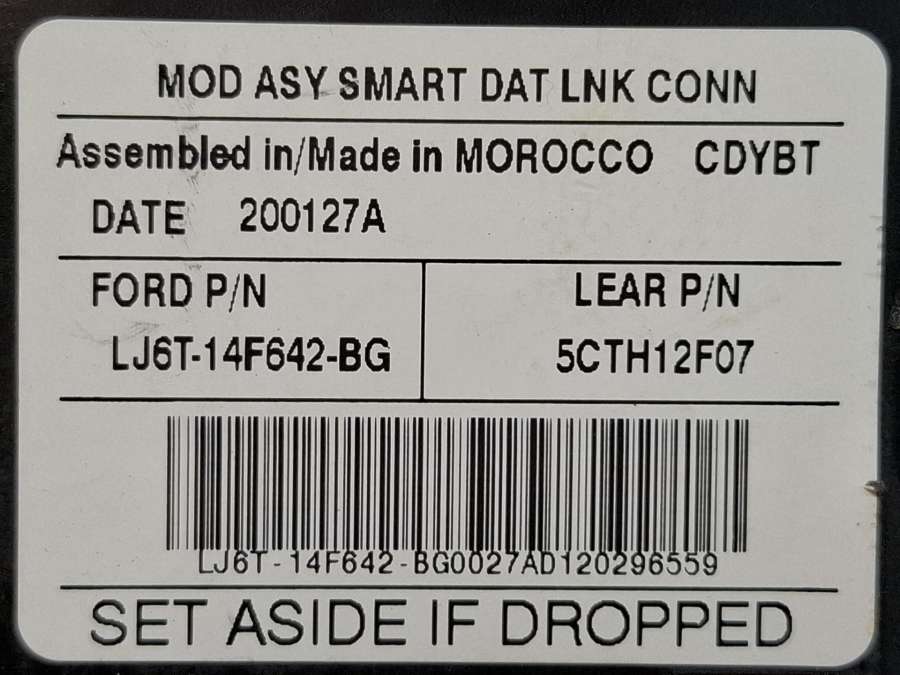 MOD ASY SMART DAT LNK CONN
Assembled in/Made in MOROCCO CDYBT
DATE 200127A
FORD P/N LEAR P/N
LJ6T-14F642-BG 5CTH12F07
LJ6T-14F642-BG0027AD120296559
SET ASIDE IF DROPPED